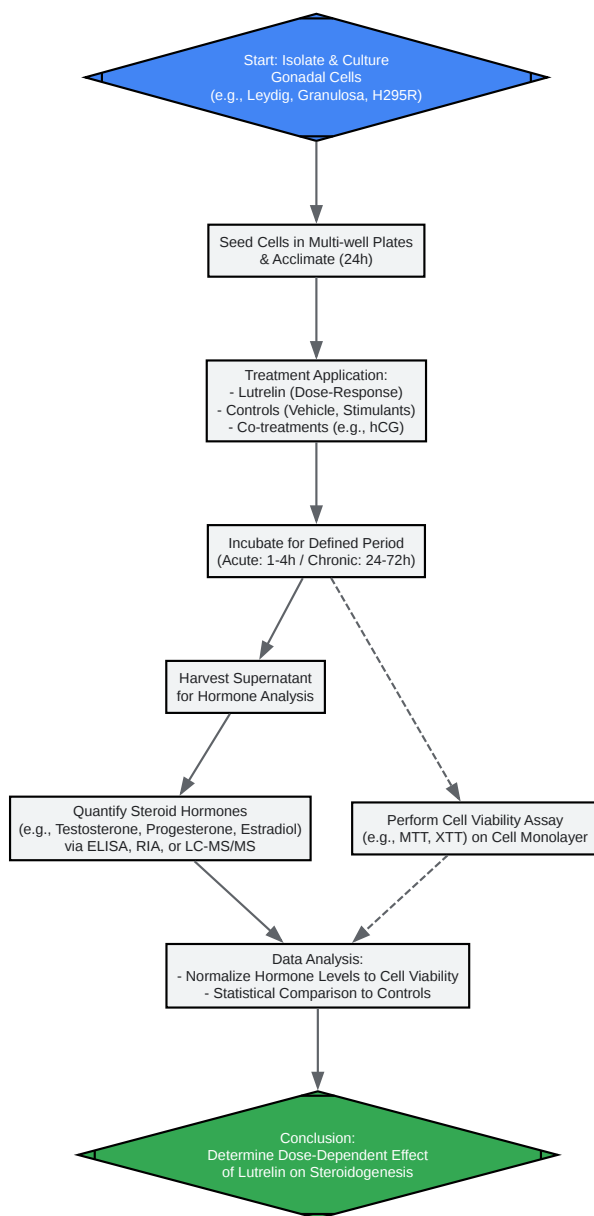 Start: Isolate & Culture
Gonadal Cells
(e.g., Leydig, Granulosa, H295R)
Seed Cells in Multi-well Plates
& Acclimate (24h)
Treatment Application:
- Lutrelin (Dose-Response)
- Controls (Vehicle, Stimulants)
- Co-treatments (e.g., hCG)
Incubate for Defined Period
(Acute: 1-4h / Chronic: 24-72h)
Harvest Supernatant
for Hormone Analysis
Quantify Steroid Hormones
(e.g., Testosterone, Progesterone, Estradiol)
via ELISA, RIA, or LC-MS/MS
Perform Cell Viability Assay
(e.g., MTT, XTT) on Cell Monolayer
Data Analysis:
- Normalize Hormone Levels to Cell Viability
- Statistical Comparison to Controls
Conclusion:
Determine Dose-Dependent Effect
of Lutrelin on Steroidogenesis